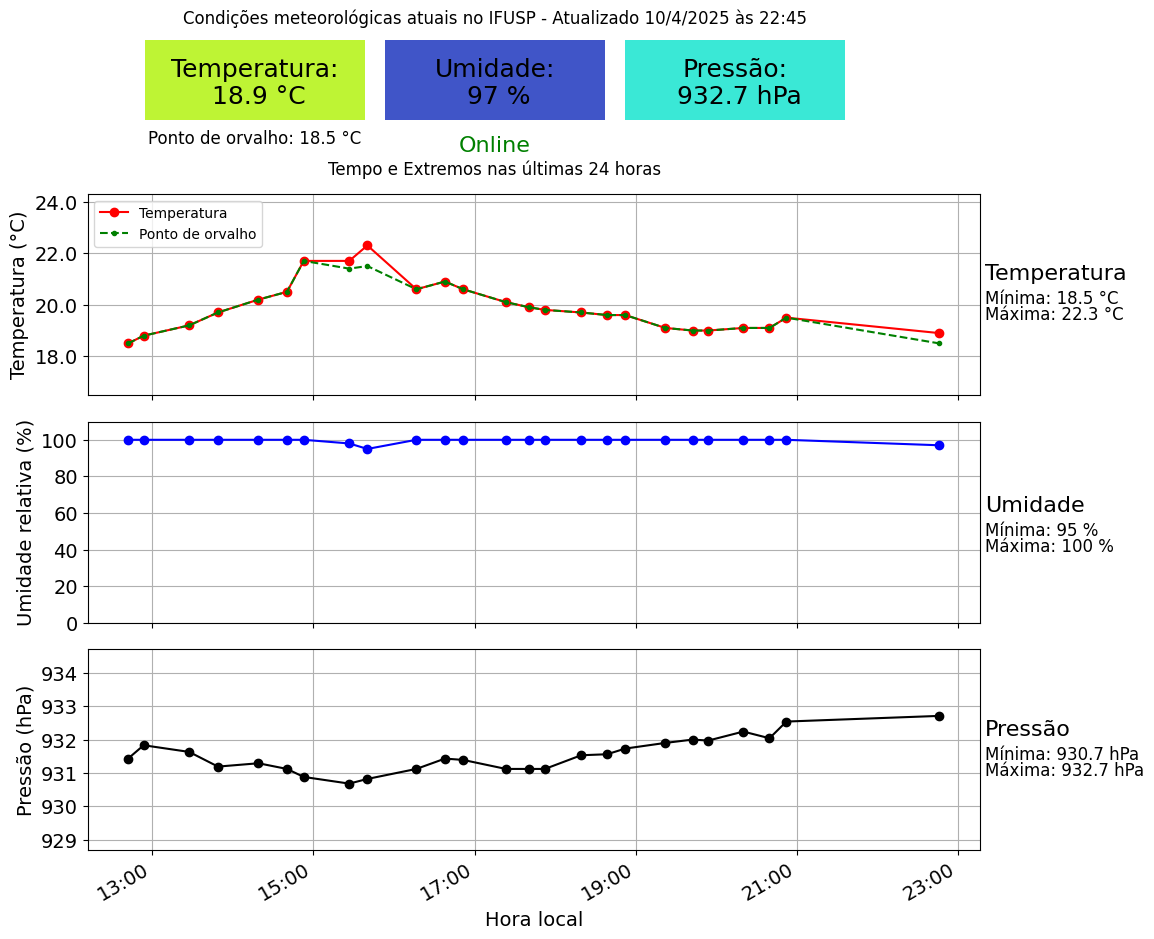 Condições meteorológicas atuais no IFUSP - Atualizado 10/4/2025 às 22:45
Temperatura:
18.9 °C
Umidade:
97 %
Pressão:
932.7 hPa
Ponto de orvalho: 18.5 °C
Online
Tempo e Extremos nas últimas 24 horas
Temperatura (°C)
24.0
22.0
20.0
18.0
Temperatura
Ponto de orvalho
Temperatura
Mínima: 18.5 °C
Máxima: 22.3 °C
Umidade relativa (%)
100
80
60
40
20
0
Umidade
Mínima: 95 %
Máxima: 100 %
Pressão (hPa)
934
933
932
931
930
929
Pressão
Mínima: 930.7 hPa
Máxima: 932.7 hPa
13:00
15:00
17:00
19:00
21:00
23:00
Hora local